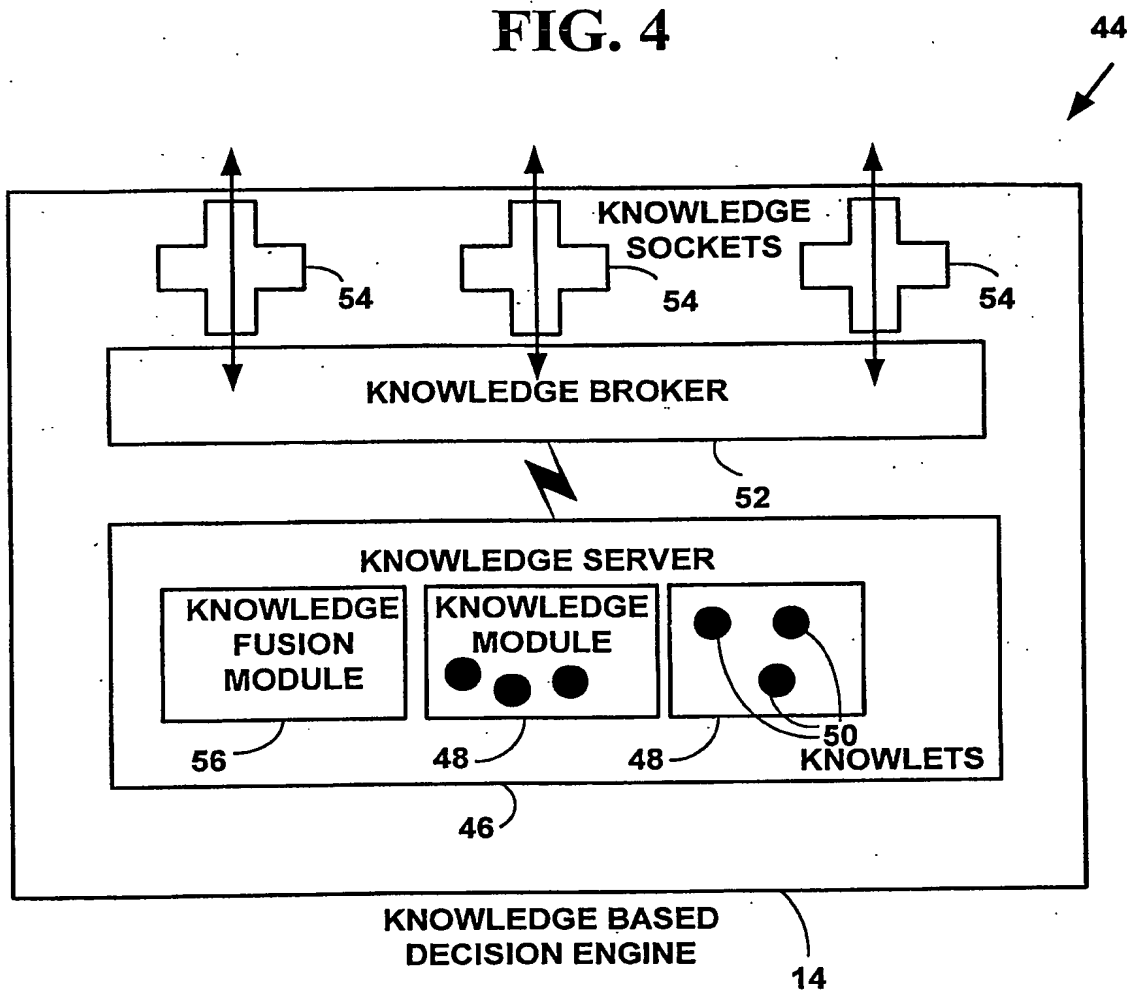 FIG. 4
44
KNOWLEDGE
SOCKETS
54
54
54
KNOWLEDGE BROKER
52
KNOWLEDGE SERVER
KNOWLEDGE
FUSION
MODULE
KNOWLEDGE
MODULE
56
48
48
50
KNOWLETS
46
KNOWLEDGE BASED
DECISION ENGINE
14